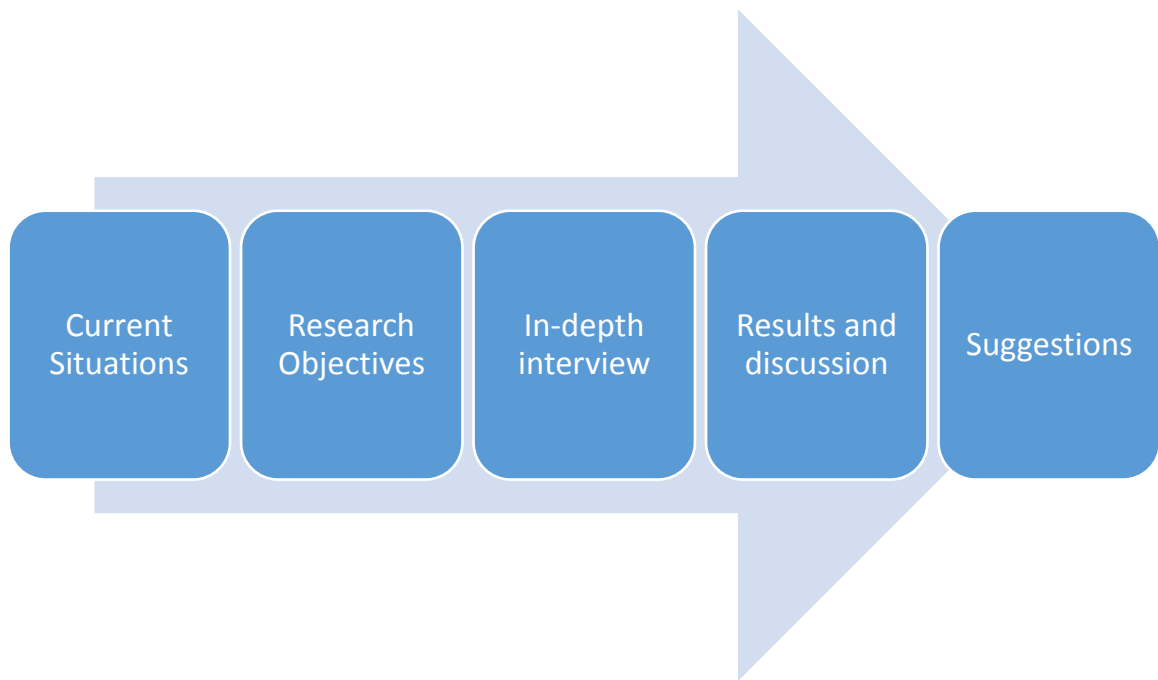 Current
Situations
Research
Objectives
In-depth
interview
Results and
discussion
Suggestions